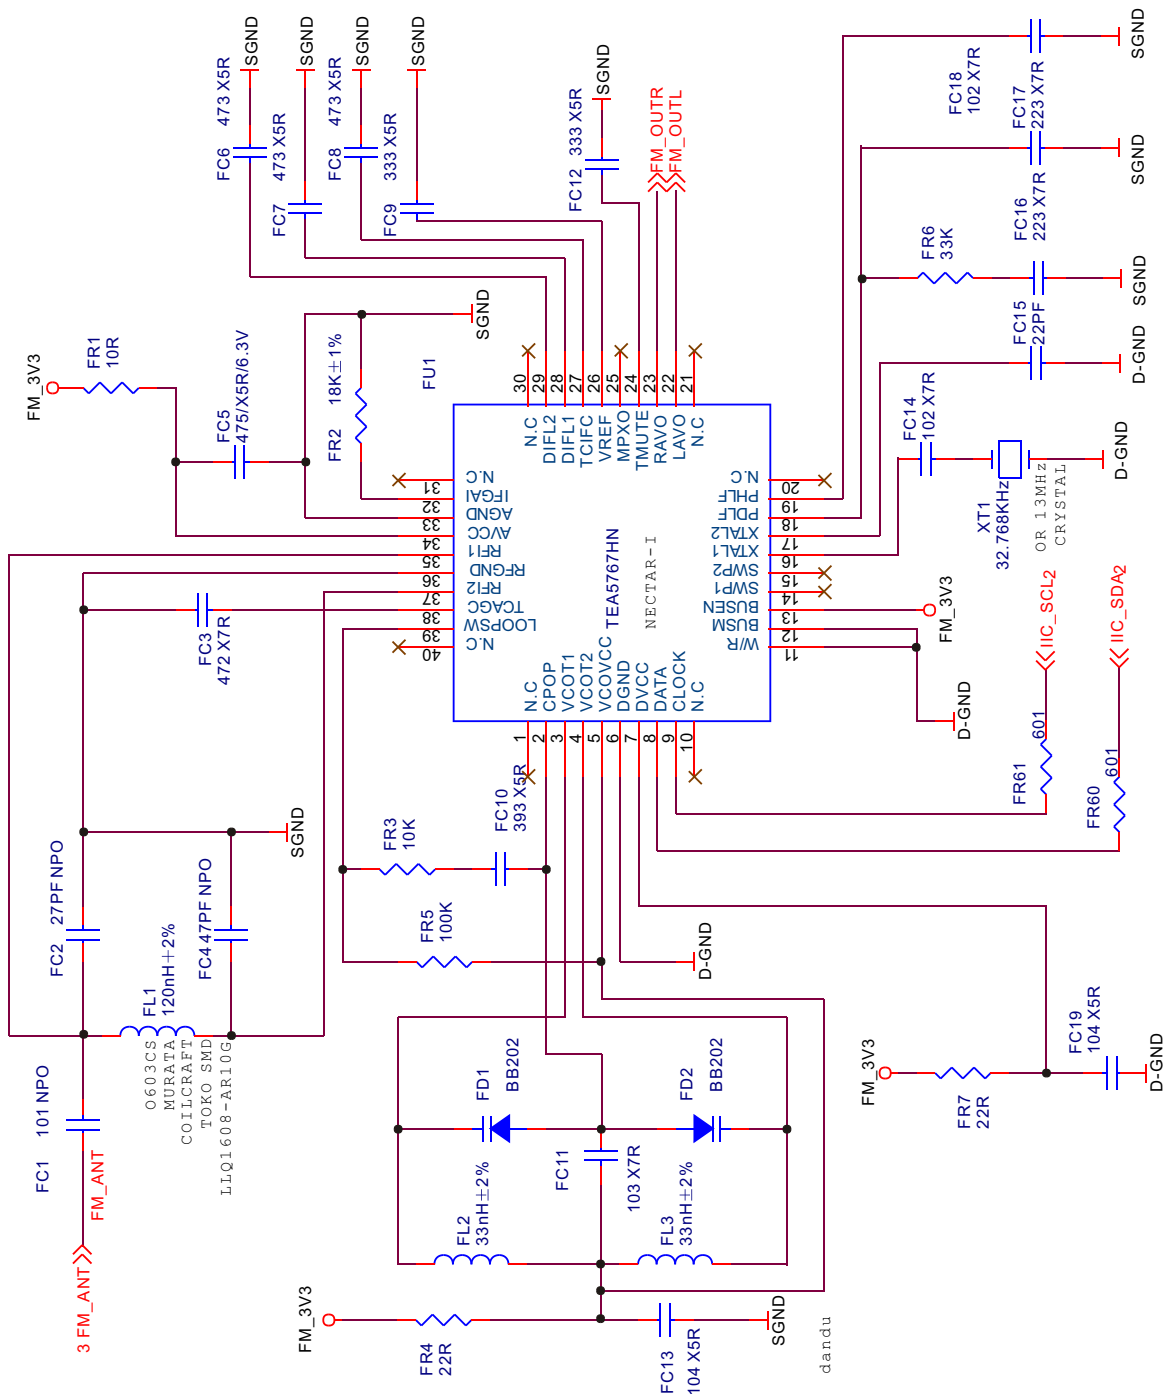 FC6
473 X5R
SGND
FC7
473 X5R
SGND
FC8
473 X5R
SGND
FC9
333 X5R
SGND
FC12
333 X5R
SGND
FM_OUTR
FM_OUTL
FC18
102 X7R
SGND
FC17
223 X7R
SGND
FC16
223 X7R
FR6
33K
SGND
FC15
22PF
D-GND
FC14
102 X7R
XT1
32.768KHz
OR 13MHz
CRYSTAL
D-GND
FM_3V3
FR1
10R
FC5
475/X5R/6.3V
FR2
18K±1%
SGND
FU1
TEA5767HN
NECTAR-I
30
N.C
29
DIFL2
28
DIFL1
27
TCIFC
26
VREF
25
MPXO
24
TMUTE
23
RAVO
22
LAVO
21
N.C
31
N.C
32
IFGAI
33
AGND
34
AVCC
35
RFI1
36
RFGND
37
RFI2
38
TCAGC
39
LOOPSW
40
N.C
20
N.C
19
PHLF
18
PDLF
17
XTAL2
16
XTAL1
15
SWP2
14
SWP1
13
BUSEN
12
BUSM
11
W/R
1
N.C
2
CPOP
3
VCOT1
4
VCOT2
5
VCOVCC
6
DGND
7
DVCC
8
DATA
9
CLOCK
10
N.C
FM_3V3
D-GND
IIC_SCL2
IIC_SDA2
FR61
601
FR60
601
FC3
472 X7R
SGND
FC2
27PF NPO
FC4
47PF NPO
FL1
120nH±2%
O603CS
MURATA
COILCRAFT
TOKO SMD
LLQ1608-AR10G
FC1
101 NPO
FM_ANT
3 FM_ANT
FR3
10K
FC10
393 X5R
FR5
100K
D-GND
FD1
BB202
FD2
BB202
FC11
103 X7R
FL2
33nH±2%
FL3
33nH±2%
FM_3V3
FR4
22R
FC13
104 X5R
SGND
dandu
FM_3V3
FR7
22R
FC19
104 X5R
D-GND